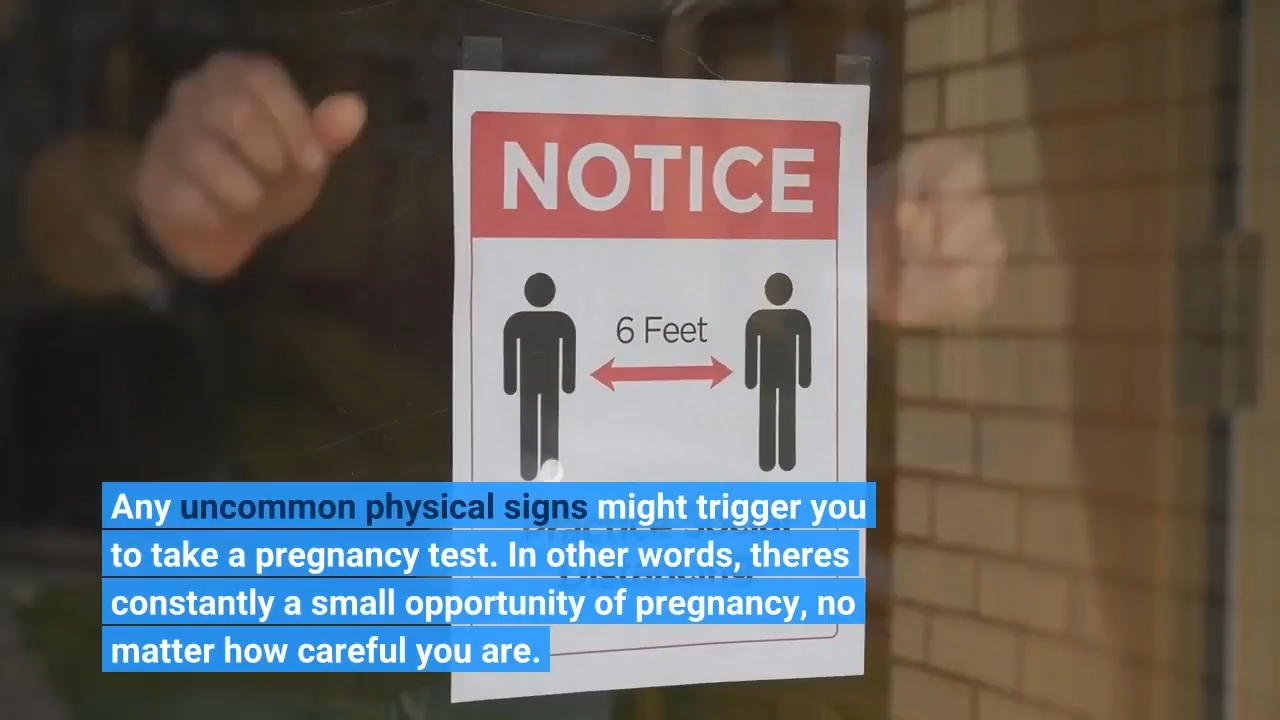 NOTICE
6 Feet
Any uncommon physical signs might trigger you
to take a pregnancy test. In other words, theres
constantly a small opportunity of pregnancy, no
matter how careful you are.